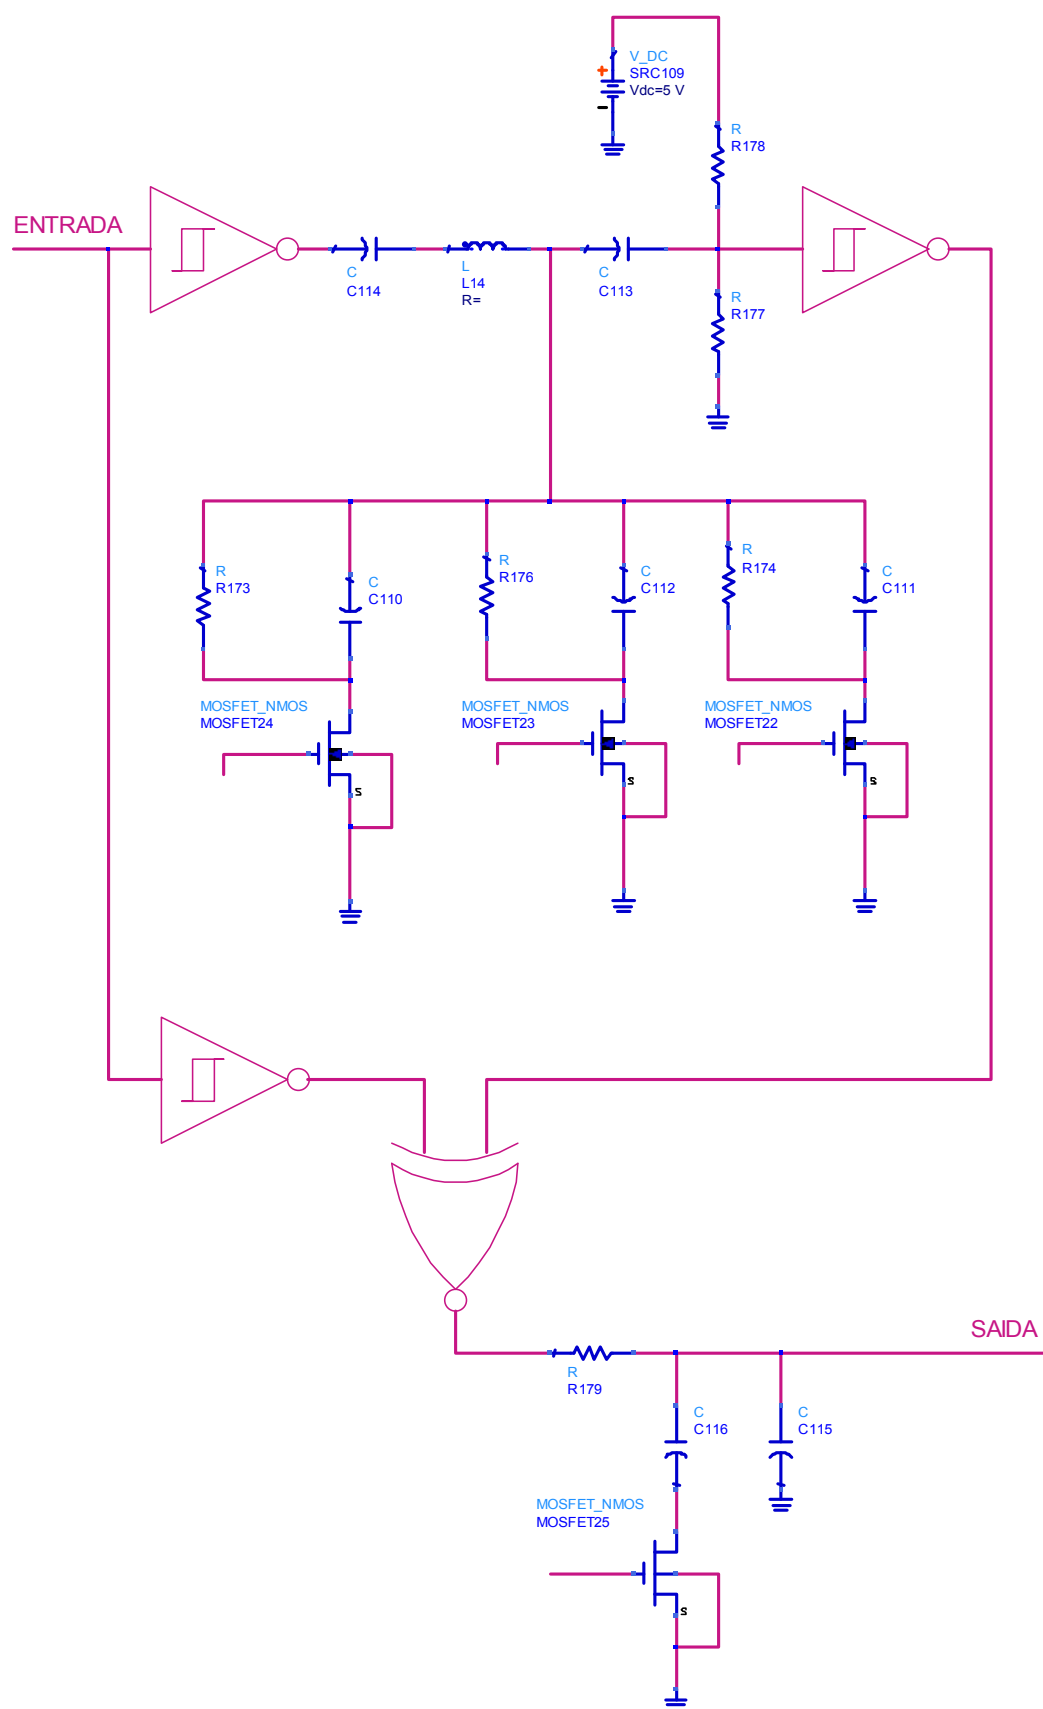 V_DC
SRC109
Vdc=5 V
R
R178
ENTRADA
C
C114
L
L14
R=
C
C113
R
R177
R
R173
C
C110
R
R176
C
C112
R
R174
C
C111
MOSFET_NMOS
MOSFET24
S
MOSFET_NMOS
MOSFET23
S
MOSFET_NMOS
MOSFET22
S
SAIDA
R
R179
C
C116
C
C115
MOSFET_NMOS
MOSFET25
S